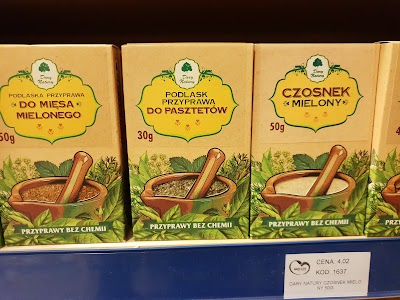 Dary Natury
PODLASKA PRZYPRAWA
DO MIĘSA
MIELONEGO
50g
PRZYPRAWY BEZ CHEMII
Dary Natury
PODLASK
PRZYPRAWA
DO PASZTETÓW
30g
PRZYPRAWY BEZ CHEMII
Dary Natury
CZOSNEK
MIELONY
50g
PRZYPRAWY BEZ CHEMII
CENA: 4.02
KOD: 1637
DARY NATURY CZOSNEK MIELO
NY 50G